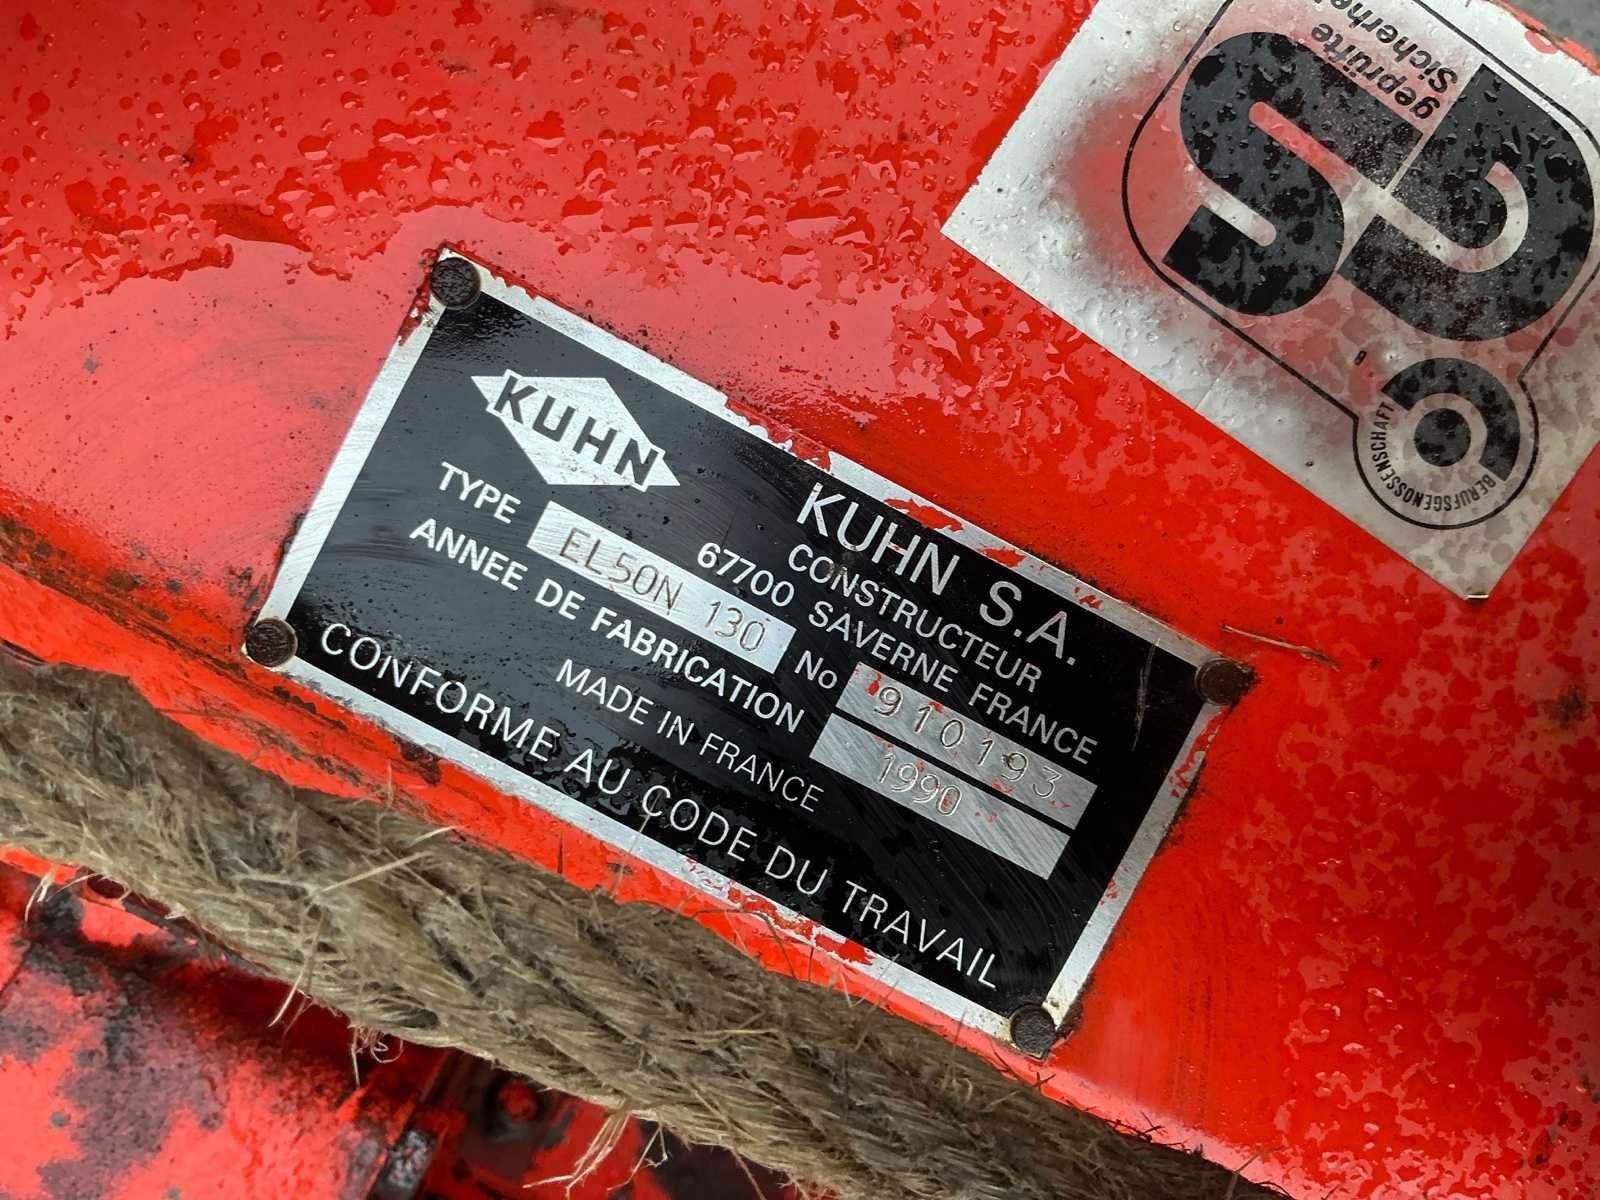 geprüfte
KUHN
KUHN S.A.
CONSTRUCTEUR
67700 SAVERNE FRANCE
TYPE EL50N 130 No 910193
ANNEE DE FABRICATION 1990
MADE IN FRANCE
CONFORME AU CODE DU TRAVAIL
GS
B
BERUFSGENOSSENSCHAFT